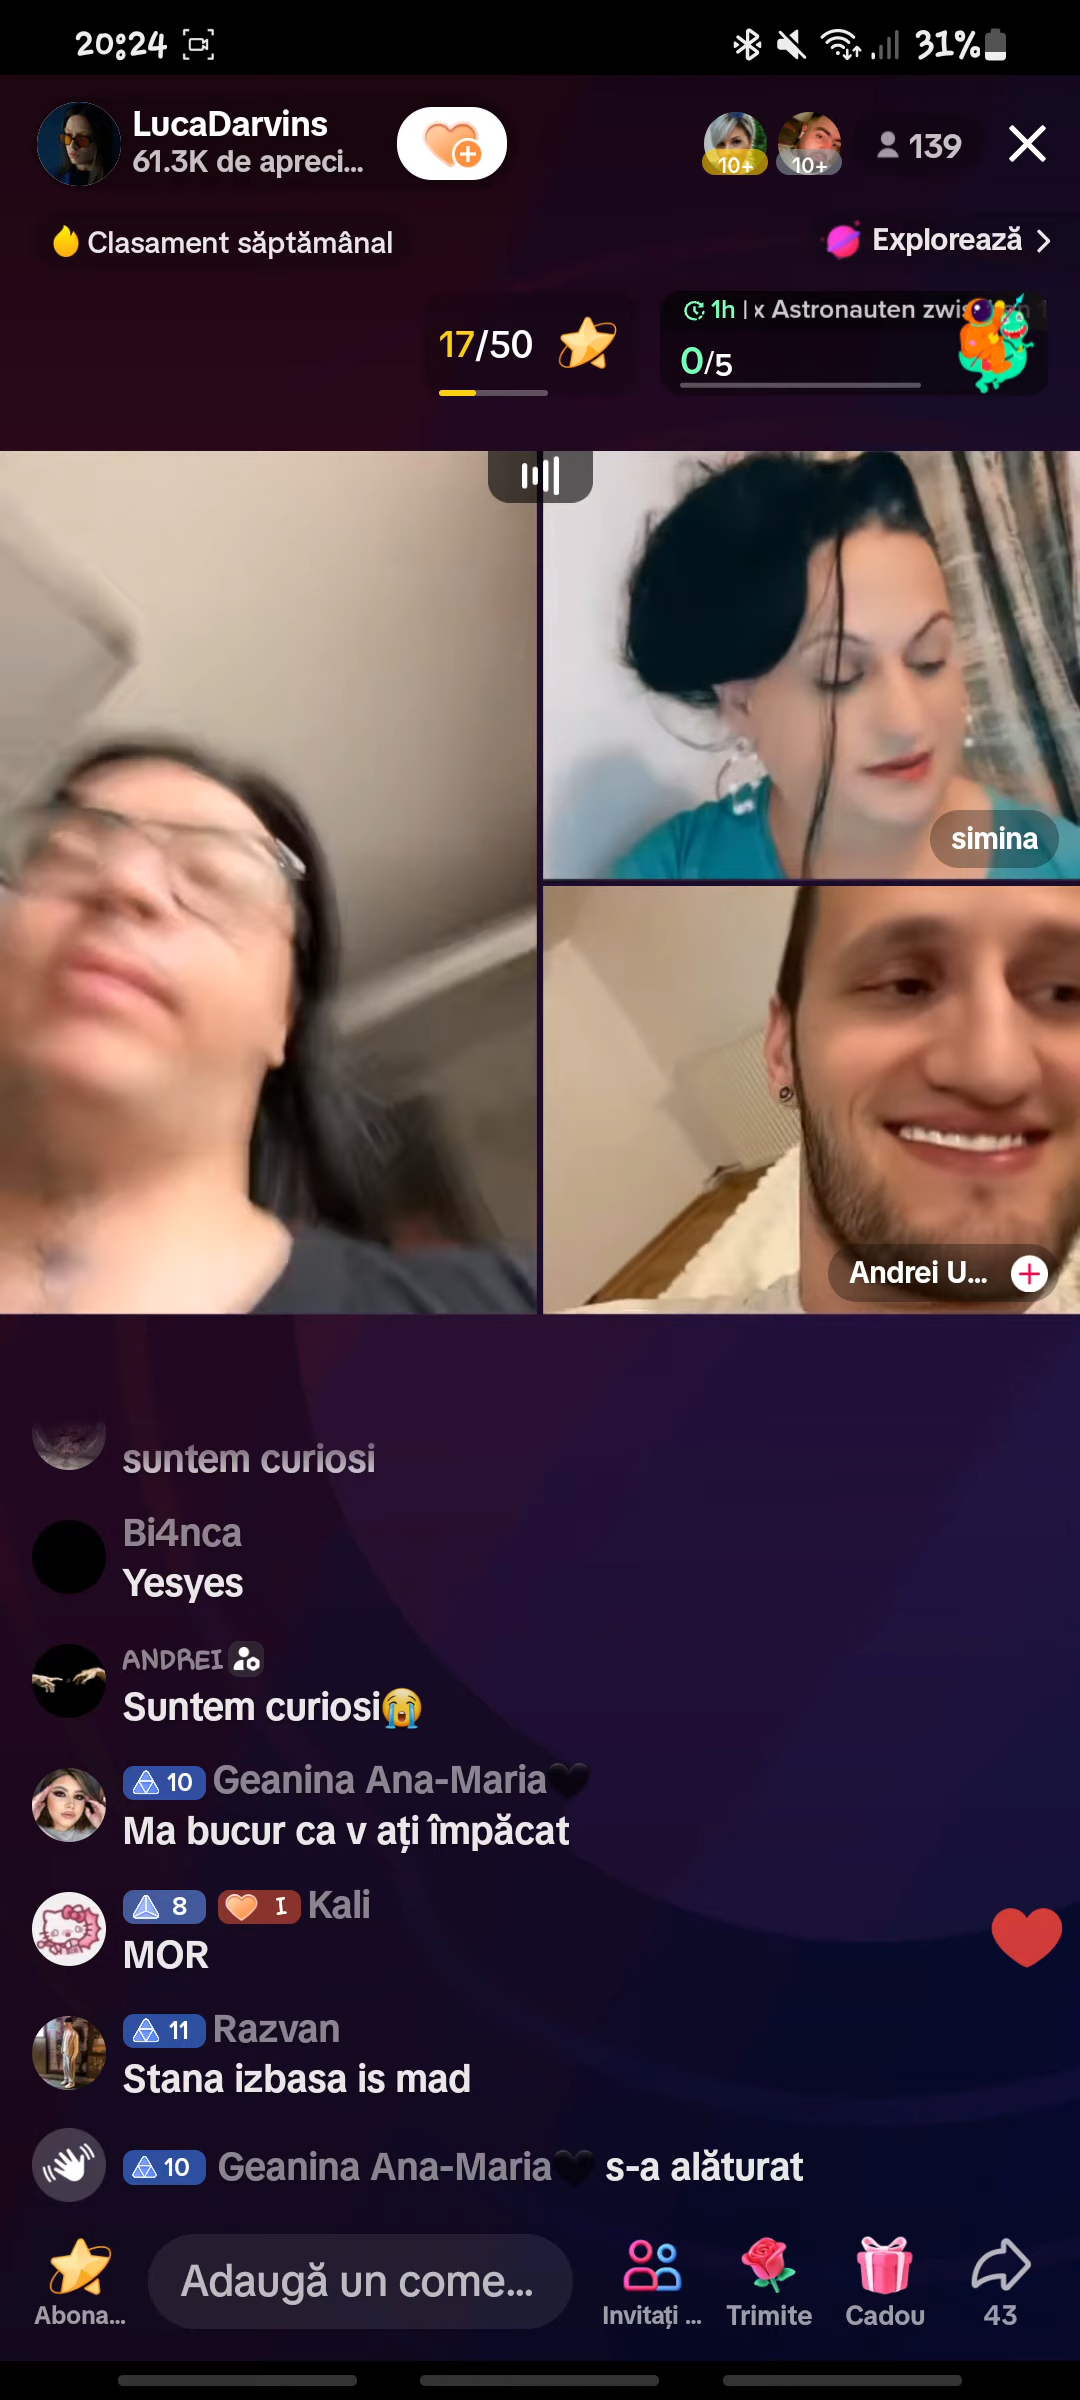 20:24
31%
LucaDarvins
61.3K de apreci...
10+
10+
139
Clasament săptămânal
Explorează
17/50
1h
x Astronauten zwis
0/5
simina
Andrei U...
suntem curiosi
Bi4nca
Yesyes
ANDREI
Suntem curiosi😭
10 Geanina Ana-Maria🖤
Ma bucur ca v ați împăcat
8 I Kali
MOR
11 Razvan
Stana izbasa is mad
10 Geanina Ana-Maria🖤 s-a alăturat
Abona...
Adaugă un come...
Invitați ...
Trimite
Cadou
43